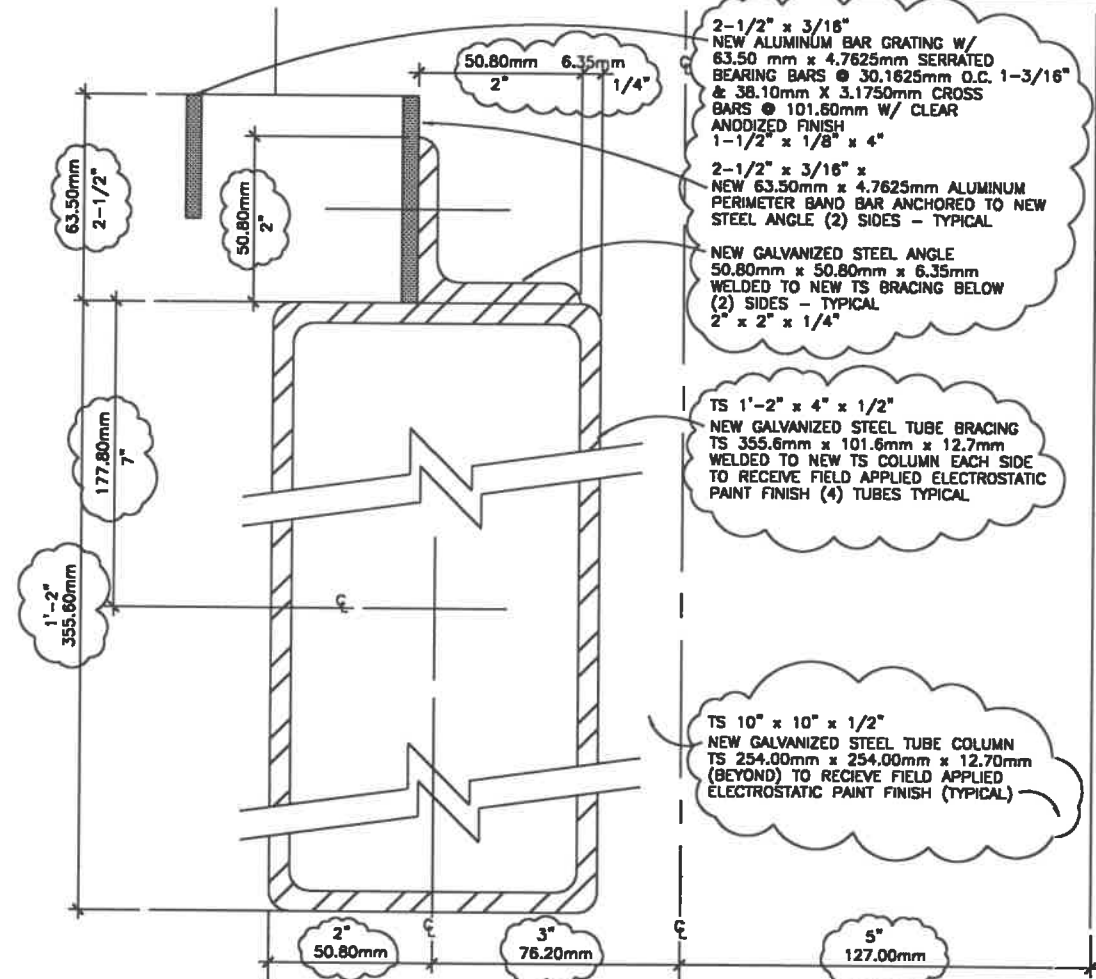 50.80mm 6.35mm
2" 1/4"
℄
2-1/2" x 3/16"
NEW ALUMINUM BAR GRATING W/
63.50 mm x 4.7625mm SERRATED
BEARING BARS @ 30.1625mm O.C. 1-3/16"
& 38.10mm X 3.1750mm CROSS
BARS @ 101.60mm W/ CLEAR
ANODIZED FINISH
1-1/2" x 1/8" x 4"
2-1/2" x 3/16" x
NEW 63.50mm x 4.7625mm ALUMINUM
PERIMETER BAND BAR ANCHORED TO NEW
STEEL ANGLE (2) SIDES - TYPICAL
NEW GALVANIZED STEEL ANGLE
50.80mm x 50.80mm x 6.35mm
WELDED TO NEW TS BRACING BELOW
(2) SIDES - TYPICAL
2" x 2" x 1/4"
63.50mm
2-1/2"
50.80mm
2"
177.80mm
7"
1'-2"
355.60mm
℄
TS 1'-2" x 4" x 1/2"
NEW GALVANIZED STEEL TUBE BRACING
TS 355.6mm x 101.6mm x 12.7mm
WELDED TO NEW TS COLUMN EACH SIDE
TO RECEIVE FIELD APPLIED ELECTROSTATIC
PAINT FINISH (4) TUBES TYPICAL
TS 10" x 10" x 1/2"
NEW GALVANIZED STEEL TUBE COLUMN
TS 254.00mm x 254.00mm x 12.70mm
(BEYOND) TO RECIEVE FIELD APPLIED
ELECTROSTATIC PAINT FINISH (TYPICAL)
℄ ℄
2"
50.80mm
3"
76.20mm
5"
127.00mm